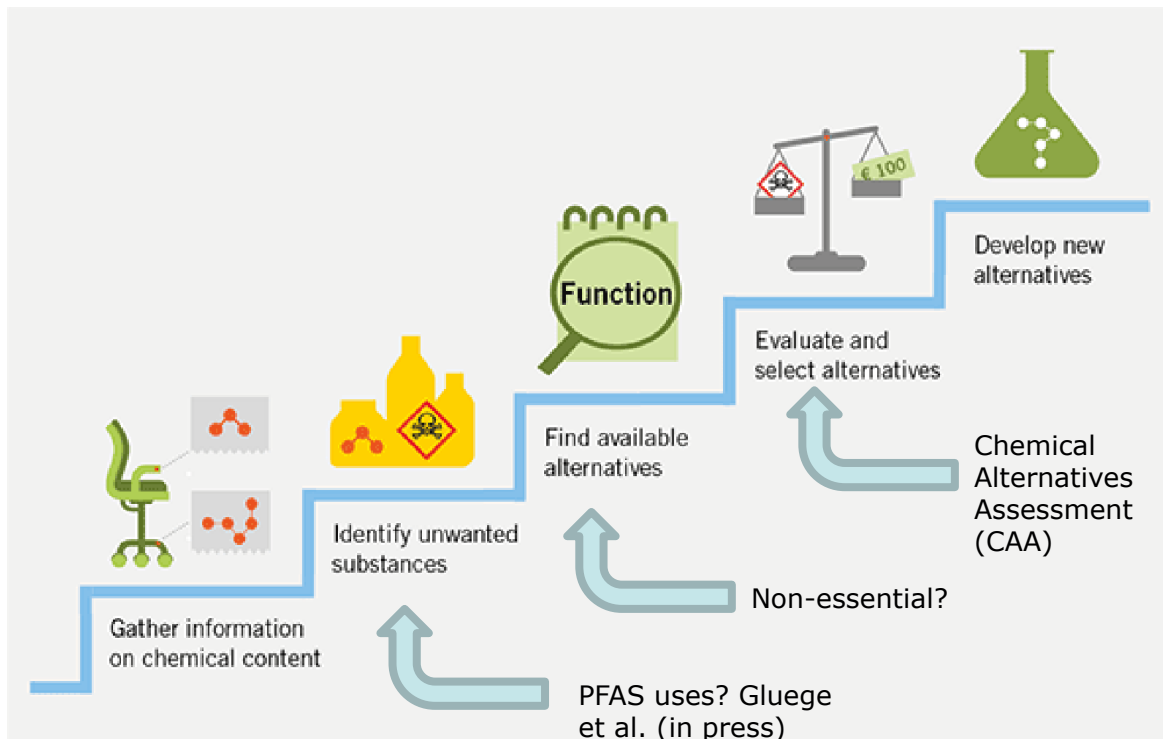 Gather information
on chemical content
Identify unwanted
substances
Function
Find available
alternatives
€ 100
Evaluate and
select alternatives
Develop new
alternatives
Chemical
Alternatives
Assessment
(CAA)
Non-essential?
PFAS uses? Gluege
et al. (in press)